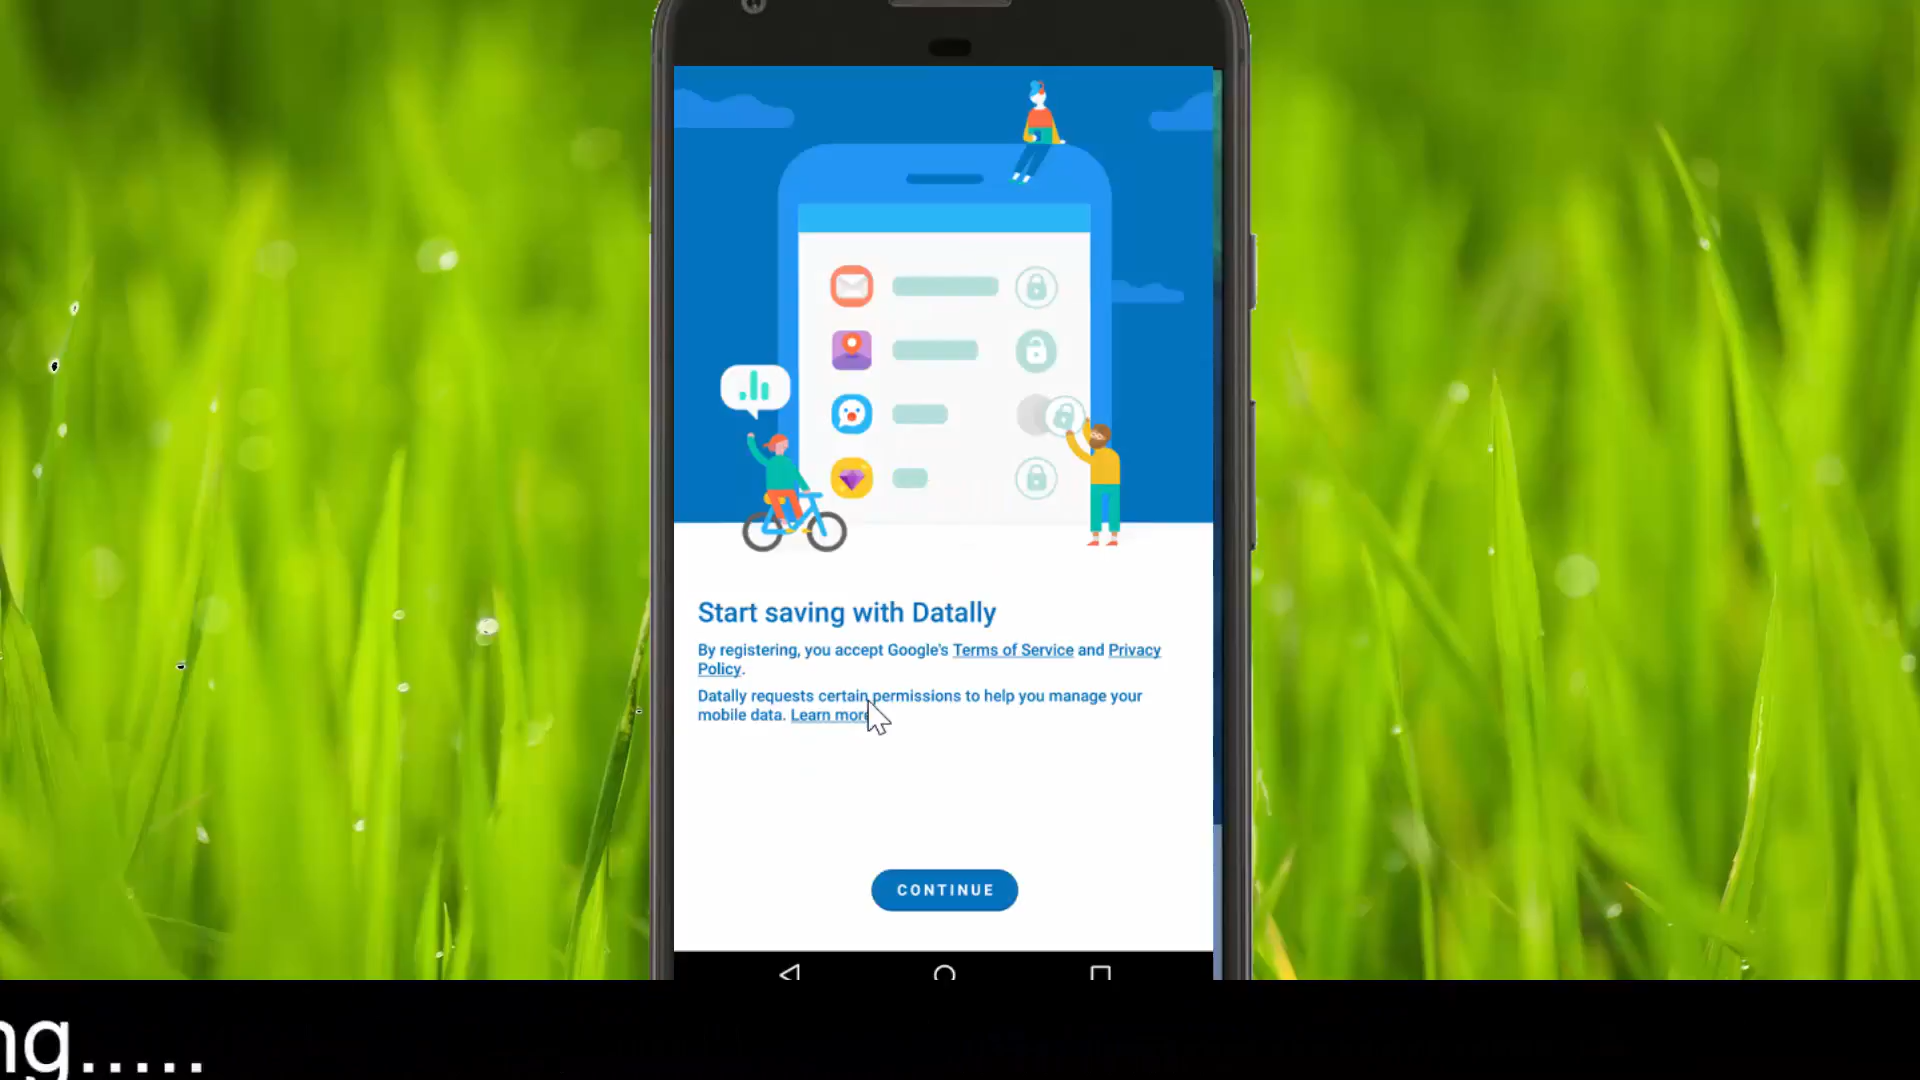 Start saving with Datally
By registering, you accept Google's Terms of Service and Privacy
Policy.
Datally requests certain permissions to help you manage your
mobile data. Learn more
CONTINUE
ng.....